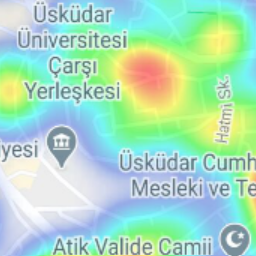 Üsküdar
Üniversitesi
Çarşı
Yerleşkesi
Hatmi Sk.
Üsküdar Cumh
Mesleki ve Te
Atik Valide Camii